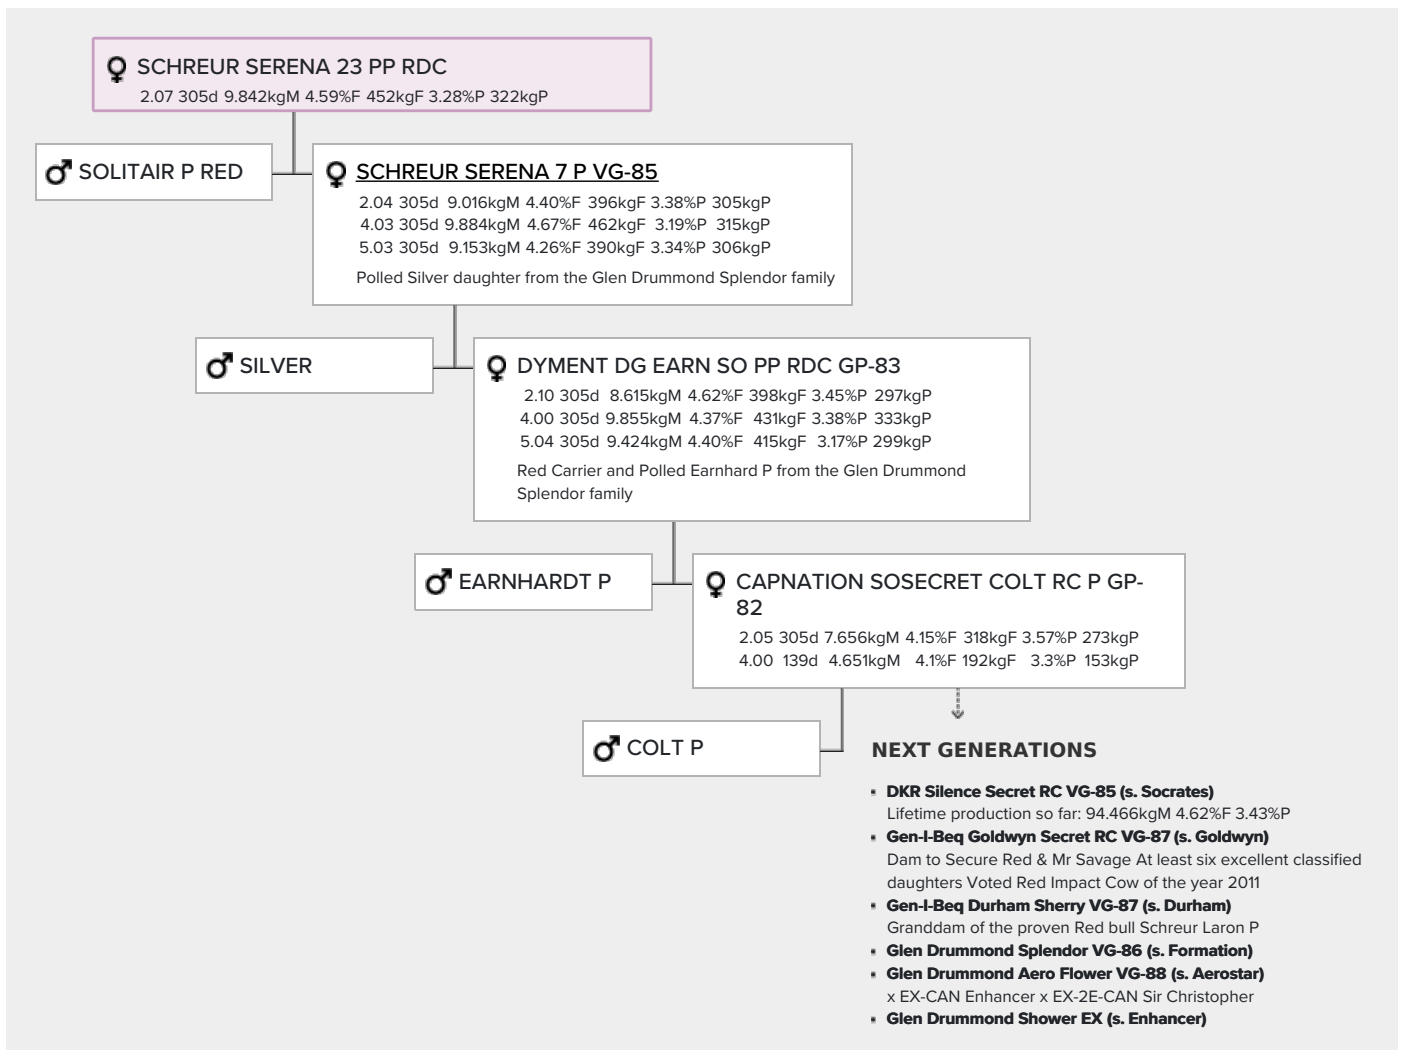 SCHREUR SERENA 23 PP RDC
2.07 305d 9.842kgM 4.59%F 452kgF 3.28%P 322kgP
SOLITAIR P RED
SCHREUR SERENA 7 P VG-85
2.04 305d 9.016kgM 4.40%F 396kgF 3.38%P 305kgP
4.03 305d 9.884kgM 4.67%F 462kgF 3.19%P 315kgP
5.03 305d 9.153kgM 4.26%F 390kgF 3.34%P 306kgP
Polled Silver daughter from the Glen Drummond Splendor family
SILVER
DYMENT DG EARN SO PP RDC GP-83
2.10 305d 8.615kgM 4.62%F 398kgF 3.45%P 297kgP
4.00 305d 9.855kgM 4.37%F 431kgF 3.38%P 333kgP
5.04 305d 9.424kgM 4.40%F 415kgF 3.17%P 299kgP
Red Carrier and Polled Earnhard P from the Glen Drummond
Splendor family
EARNHARDT P
CAPNATION SOSECRET COLT RC P GP-
82
2.05 305d 7.656kgM 4.15%F 318kgF 3.57%P 273kgP
4.00 139d 4.651kgM 4.1%F 192kgF 3.3%P 153kgP
COLT P
NEXT GENERATIONS
DKR Silence Secret RC VG-85 (s. Socrates)
Lifetime production so far: 94.466kgM 4.62%F 3.43%P
Gen-I-Beq Goldwyn Secret RC VG-87 (s. Goldwyn)
Dam to Secure Red & Mr Savage At least six excellent classified
daughters Voted Red Impact Cow of the year 2011
Gen-I-Beq Durham Sherry VG-87 (s. Durham)
Granddam of the proven Red bull Schreur Laron P
Glen Drummond Splendor VG-86 (s. Formation)
Glen Drummond Aero Flower VG-88 (s. Aerostar)
x EX-CAN Enhancer x EX-2E-CAN Sir Christopher
Glen Drummond Shower EX (s. Enhancer)